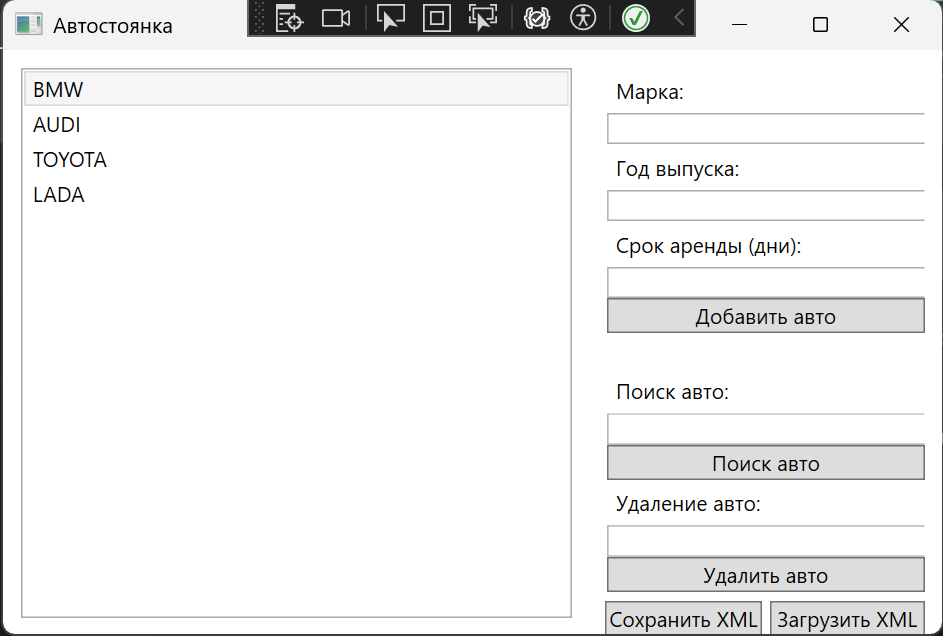 Автостоянка
BMW
AUDI
TOYOTA
LADA
Марка:
Год выпуска:
Срок аренды (дни):
Добавить авто
Поиск авто:
Поиск авто
Удаление авто:
Удалить авто
Сохранить XML Загрузить XML